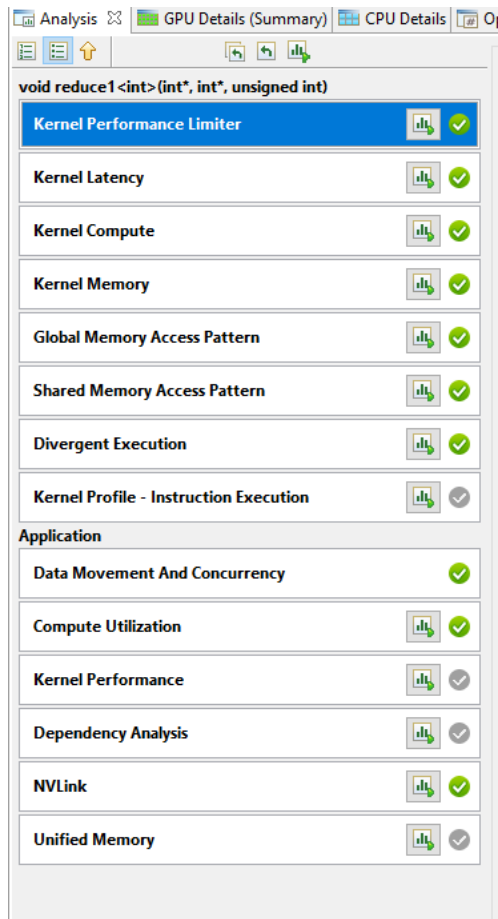 Analysis
GPU Details (Summary)
CPU Details
void reduce1<int>(int*, int*, unsigned int)
Kernel Performance Limiter
Kernel Latency
Kernel Compute
Kernel Memory
Global Memory Access Pattern
Shared Memory Access Pattern
Divergent Execution
Kernel Profile - Instruction Execution
Application
Data Movement And Concurrency
Compute Utilization
Kernel Performance
Dependency Analysis
NVLink
Unified Memory